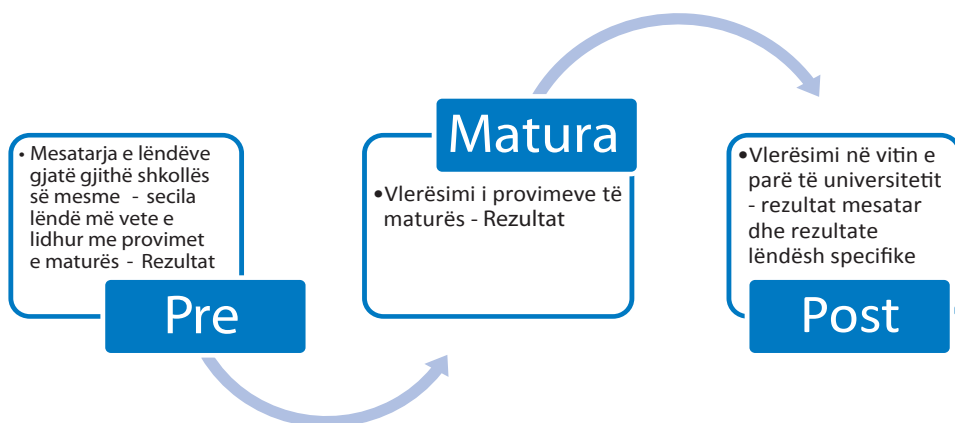 • Mesatarja e lëndëve
gjatë gjithë shkollës
së mesme - secila
lëndë më vete e
lidhur me provimet
e maturës - Rezultat
Pre
Matura
•Vlerësimi i provimeve të
maturës - Rezultat
•Vlerësimi në vitin e
parë të universitetit
- rezultat mesatar
dhe rezultate
lëndësh specifike
Post